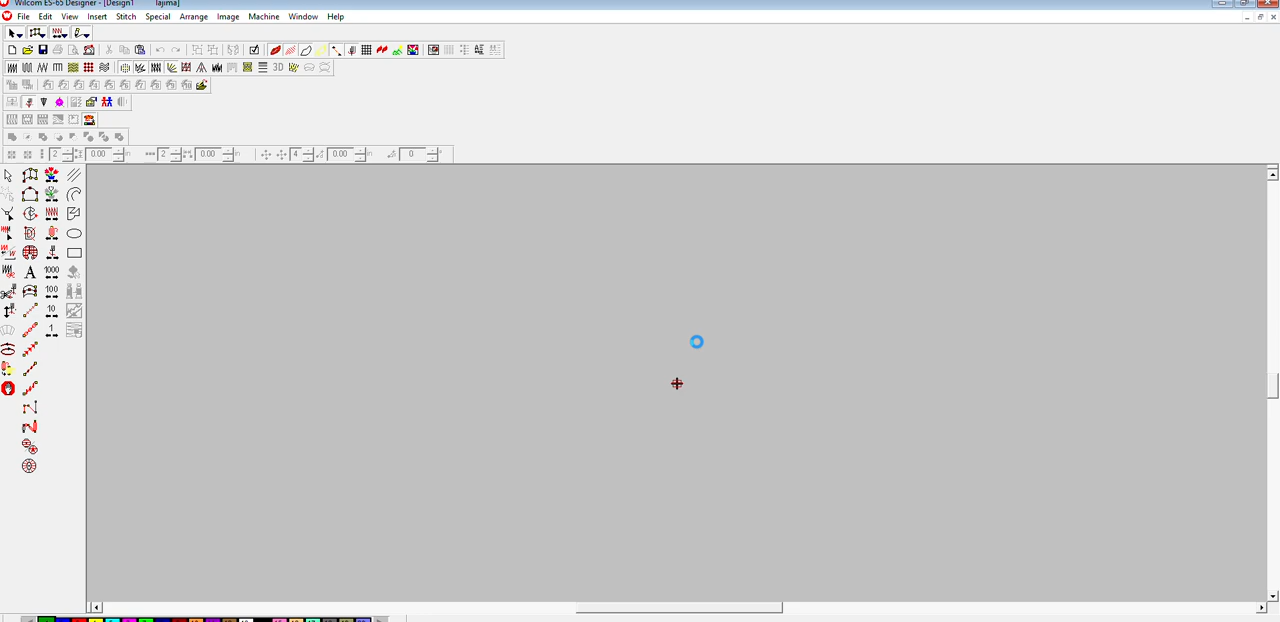 Wilcom ES-65 Designer - [Design1 Tajima]
File Edit View Insert Stitch Special Arrange Image Machine Window Help
3D
2 0.00 in 2 0.00 in 4 0.00 in 0 °
A 1000
100
10
1